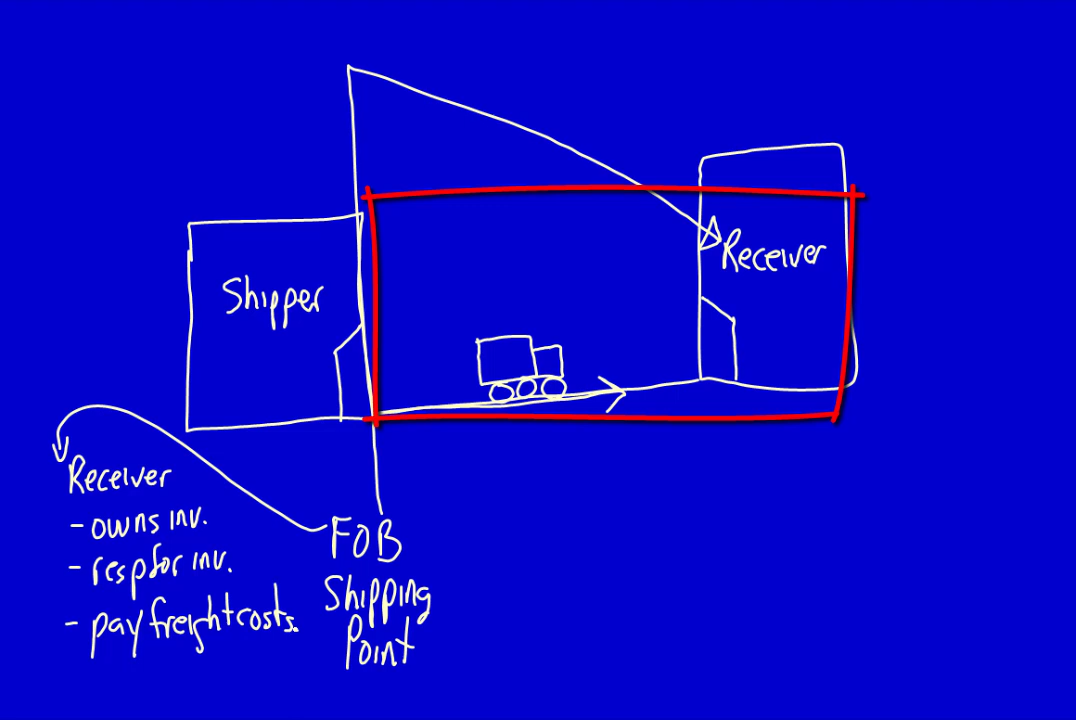 Shipper
Receiver
Receiver
- owns inv.
- resp for inv.
- pay freight costs.
FOB
Shipping
Point